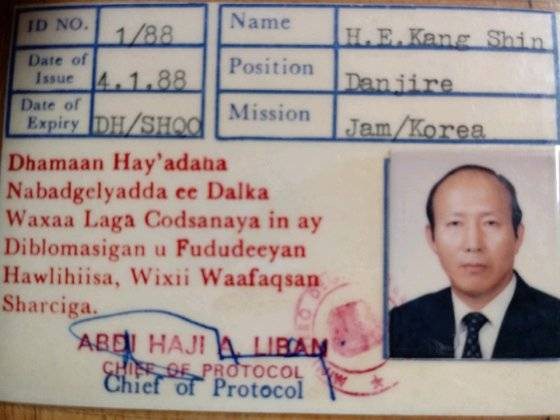 ID NO. 1/88
Date of Issue 4.1.88
Date of Expiry DH/SHQO
Name H.E.Kang Shin
Position Danjire
Mission Jam/Korea
Dhamaan Hay'adaha
Nabadgelyadda ee Dalka
Waxaa Laga Codsanaya in ay
Diblomasigan u Fududeeyan
Hawlihiisa, Wixii Waafaqsan
Sharciga.
ABDI HAJI A. LIBAN
CHIEF OF PROTOCOL
Chief of Protocol